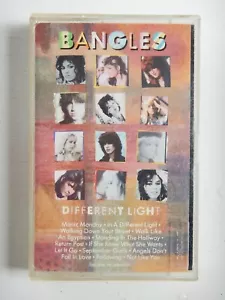 BANGLES
DIFFERENT LIGHT
Manic Monday • In A Different Light •
Walking Down Your Street • Walk Like
An Egyptian • Standing In The Hallway •
Return Post • If She Knew What She Wants •
Let It Go • September Gurls • Angels Don't
Fall In Love • Following • Not Like You